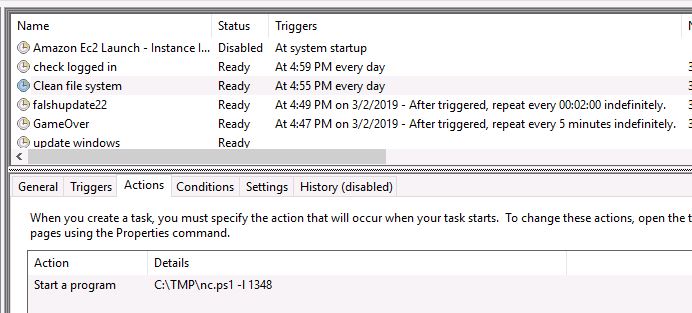 Name Status Triggers
Amazon Ec2 Launch - Instance I... Disabled At system startup
check logged in Ready At 4:59 PM every day
Clean file system Ready At 4:55 PM every day
falshupdate22 Ready At 4:49 PM on 3/2/2019 - After triggered, repeat every 00:02:00 indefinitely.
GameOver Ready At 4:47 PM on 3/2/2019 - After triggered, repeat every 5 minutes indefinitely.
update windows Ready
General Triggers Actions Conditions Settings History (disabled)
When you create a task, you must specify the action that will occur when your task starts. To change these actions, open the t
pages using the Properties command.
Action Details
Start a program C:\TMP\nc.ps1 -l 1348